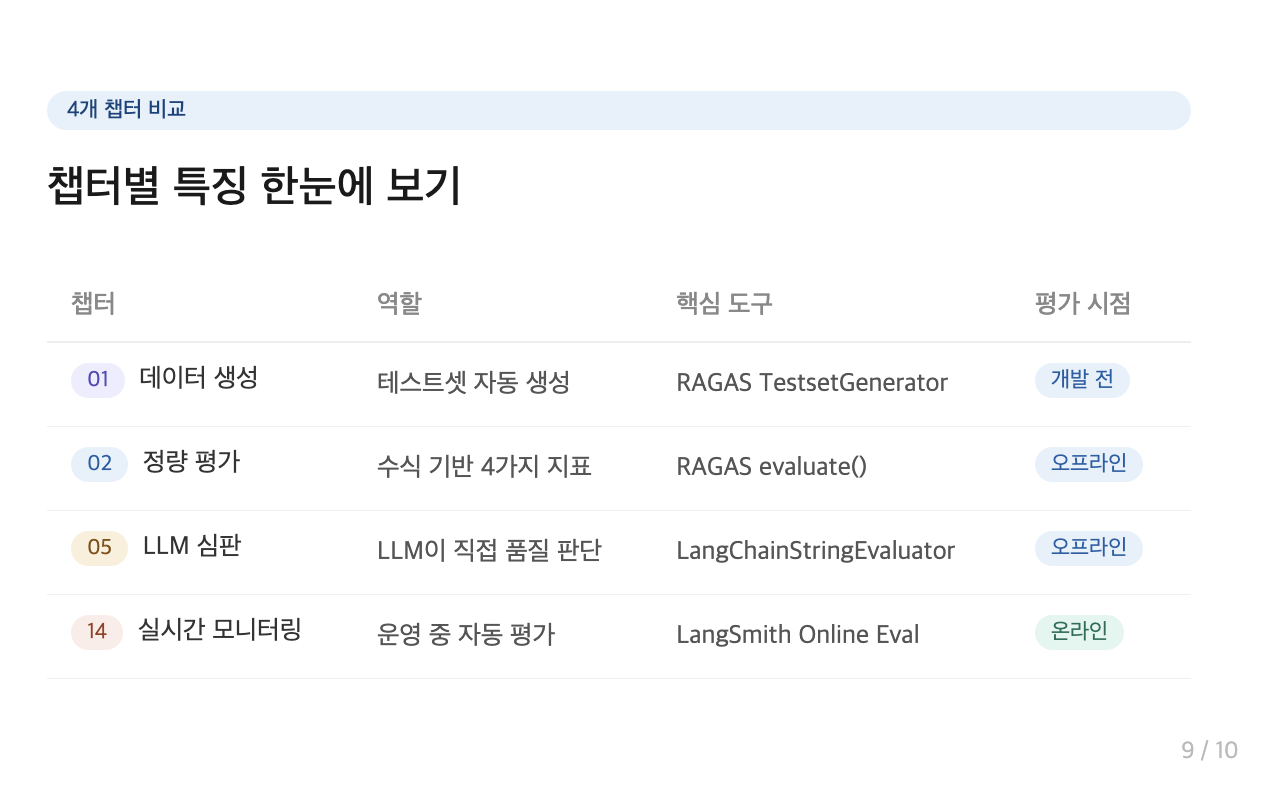 4개 챕터 비교
챕터별 특징 한눈에 보기
챕터 역할 핵심 도구 평가 시점
01 데이터 생성 테스트셋 자동 생성 RAGAS TestsetGenerator 개발 전
02 정량 평가 수식 기반 4가지 지표 RAGAS evaluate() 오프라인
05 LLM 심판 LLM이 직접 품질 판단 LangChainStringEvaluator 오프라인
14 실시간 모니터링 운영 중 자동 평가 LangSmith Online Eval 온라인
9 / 10